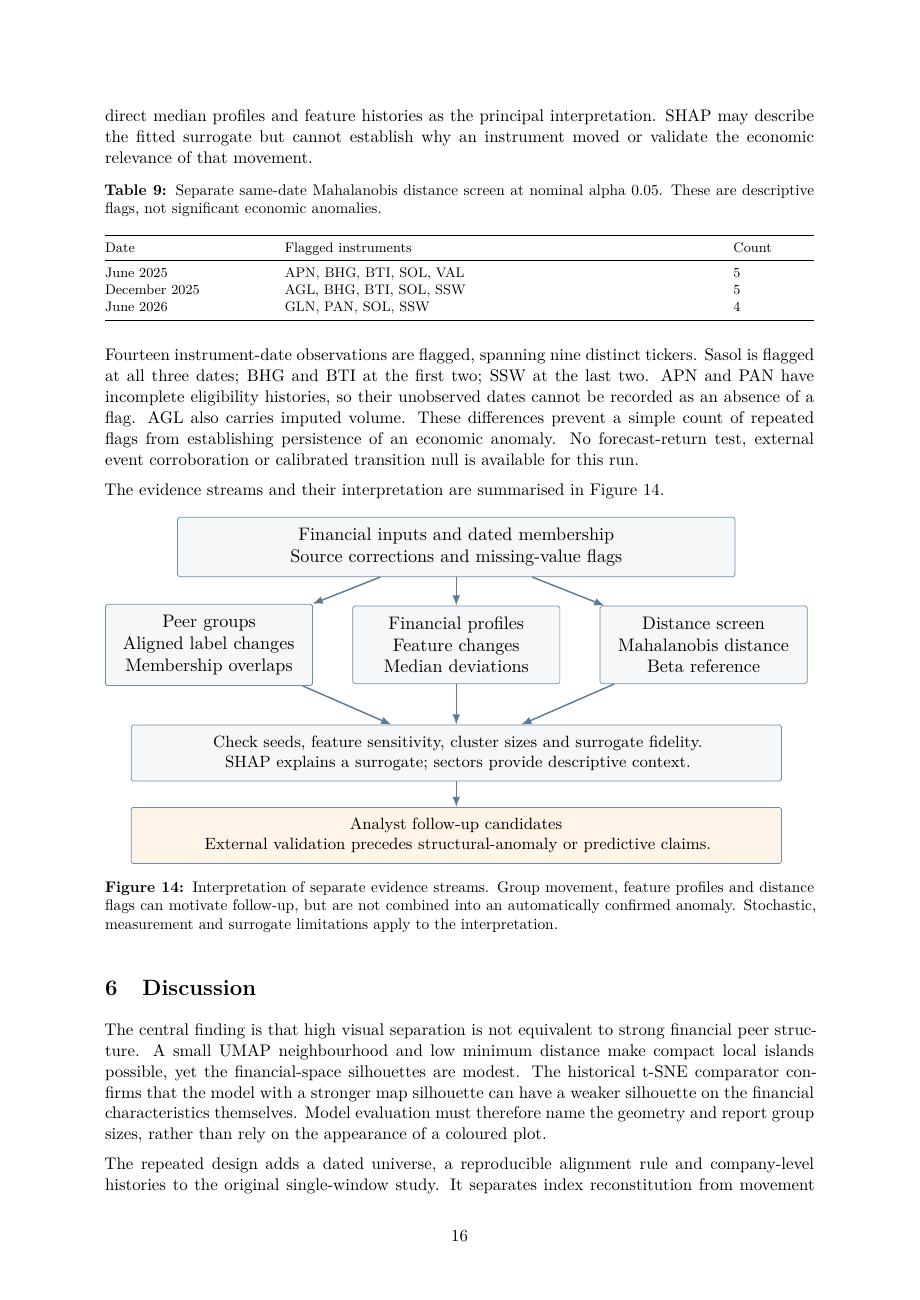 direct median profiles and feature histories as the principal interpretation. SHAP may describe
the fitted surrogate but cannot establish why an instrument moved or validate the economic
relevance of that movement.
Table 9: Separate same-date Mahalanobis distance screen at nominal alpha 0.05. These are descriptive
flags, not significant economic anomalies.
Date Flagged instruments Count
June 2025 APN, BHG, BTI, SOL, VAL 5
December 2025 AGL, BHG, BTI, SOL, SSW 5
June 2026 GLN, PAN, SOL, SSW 4
Fourteen instrument-date observations are flagged, spanning nine distinct tickers. Sasol is flagged
at all three dates; BHG and BTI at the first two; SSW at the last two. APN and PAN have
incomplete eligibility histories, so their unobserved dates cannot be recorded as an absence of a
flag. AGL also carries imputed volume. These differences prevent a simple count of repeated
flags from establishing persistence of an economic anomaly. No forecast-return test, external
event corroboration or calibrated transition null is available for this run.
The evidence streams and their interpretation are summarised in Figure 14.
Financial inputs and dated membership
Source corrections and missing-value flags
Peer groups
Aligned label changes
Membership overlaps
Financial profiles
Feature changes
Median deviations
Distance screen
Mahalanobis distance
Beta reference
Check seeds, feature sensitivity, cluster sizes and surrogate fidelity.
SHAP explains a surrogate; sectors provide descriptive context.
Analyst follow-up candidates
External validation precedes structural-anomaly or predictive claims.
Figure 14: Interpretation of separate evidence streams. Group movement, feature profiles and distance
flags can motivate follow-up, but are not combined into an automatically confirmed anomaly. Stochastic,
measurement and surrogate limitations apply to the interpretation.
6 Discussion
The central finding is that high visual separation is not equivalent to strong financial peer struc-
ture. A small UMAP neighbourhood and low minimum distance make compact local islands
possible, yet the financial-space silhouettes are modest. The historical t-SNE comparator con-
firms that the model with a stronger map silhouette can have a weaker silhouette on the financial
characteristics themselves. Model evaluation must therefore name the geometry and report group
sizes, rather than rely on the appearance of a coloured plot.
The repeated design adds a dated universe, a reproducible alignment rule and company-level
histories to the original single-window study. It separates index reconstitution from movement
16